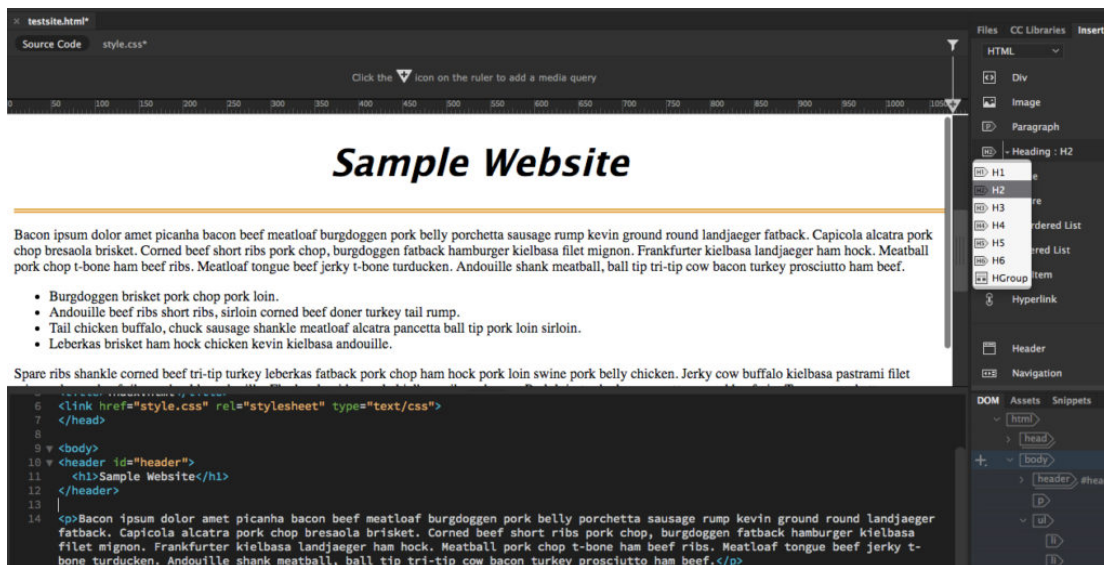 × testsite.html*
Source Code style.css*
Click the icon on the ruler to add a media query
0 50 100 150 200 250 300 350 400 450 500 550 600 650 700 750 800 850 900 950 1000 1050
Sample Website
Bacon ipsum dolor amet picanha bacon beef meatloaf burgdoggen pork belly porchetta sausage rump kevin ground round landjaeger fatback. Capicola alcatra pork
chop bresaola brisket. Corned beef short ribs pork chop, burgdoggen fatback hamburger kielbasa filet mignon. Frankfurter kielbasa landjaeger ham hock. Meatball
pork chop t-bone ham beef ribs. Meatloaf tongue beef jerky t-bone turducken. Andouille shank meatball, ball tip tri-tip cow bacon turkey prosciutto ham beef.
• Burgdoggen brisket pork chop pork loin.
• Andouille beef ribs short ribs, sirloin corned beef doner turkey tail rump.
• Tail chicken buffalo, chuck sausage shankle meatloaf alcatra pancetta ball tip pork loin sirloin.
• Leberkas brisket ham hock chicken kevin kielbasa andouille.
Spare ribs shankle corned beef tri-tip turkey leberkas fatback pork chop ham hock pork loin swine pork belly chicken. Jerky cow buffalo kielbasa pastrami filet
6 <link href="style.css" rel="stylesheet" type="text/css">
7 </head>
8
9 <body>
10 <header id="header">
11 <h1>Sample Website</h1>
12 </header>
13
14 <p>Bacon ipsum dolor amet picanha bacon beef meatloaf burgdoggen pork belly porchetta sausage rump kevin ground round landjaeger
fatback. Capicola alcatra pork chop bresaola brisket. Corned beef short ribs pork chop, burgdoggen fatback hamburger kielbasa
filet mignon. Frankfurter kielbasa landjaeger ham hock. Meatball pork chop t-bone ham beef ribs. Meatloaf tongue beef jerky t-
bone turducken. Andouille shank meatball, ball tip tri-tip cow bacon turkey prosciutto ham beef.</p>
Files CC Libraries Insert
HTML
Div
Image
Paragraph
H2 Heading : H2
H1 H1
H2 H2
H3 H3
H4 H4
H5 H5
H6 H6
HGroup
Hyperlink
Header
Navigation
DOM Assets Snippets
html
head
body
header #hea
p
ul
li
li